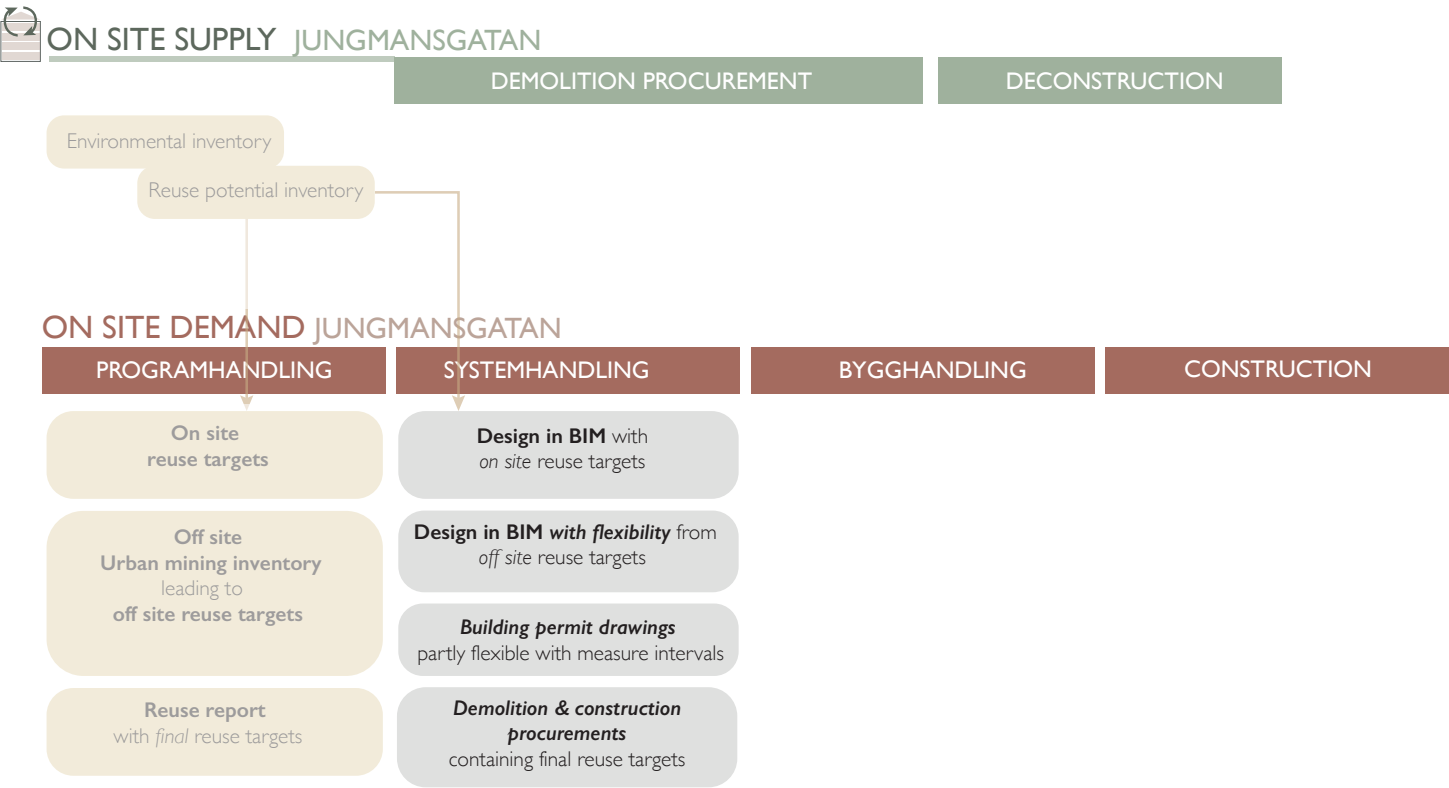 ON SITE SUPPLY JUNGMANSGATAN
DEMOLITION PROCUREMENT
DECONSTRUCTION
Environmental inventory
Reuse potential inventory
ON SITE DEMAND JUNGMANSGATAN
PROGRAMHANDLING
SYSTEMHANDLING
BYGGHANDLING
CONSTRUCTION
On site
reuse targets
Off site
Urban mining inventory
leading to
off site reuse targets
Reuse report
with final reuse targets
Design in BIM with
on site reuse targets
Design in BIM with flexibility from
off site reuse targets
Building permit drawings
partly flexible with measure intervals
Demolition & construction
procurements
containing final reuse targets